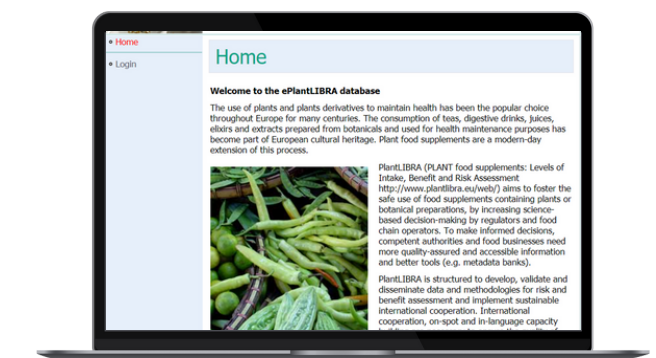 Home
Login
Home
Welcome to the ePlantLIBRA database
The use of plants and plants derivatives to maintain health has been the popular choice
throughout Europe for many centuries. The consumption of teas, digestive drinks, juices,
elixirs and extracts prepared from botanicals and used for health maintenance purposes has
become part of European cultural heritage. Plant food supplements are a modern-day
extension of this process.
PlantLIBRA (PLANT food supplements: Levels of
Intake, Benefit and Risk Assessment
http://www.plantlibra.eu/web/) aims to foster the
safe use of food supplements containing plants or
botanical preparations, by increasing science-
based decision-making by regulators and food
chain operators. To make informed decisions,
competent authorities and food businesses need
more quality-assured and accessible information
and better tools (e.g. metadata banks).
PlantLIBRA is structured to develop, validate and
disseminate data and methodologies for risk and
benefit assessment and implement sustainable
international cooperation. International
cooperation, on-spot and in-language capacity